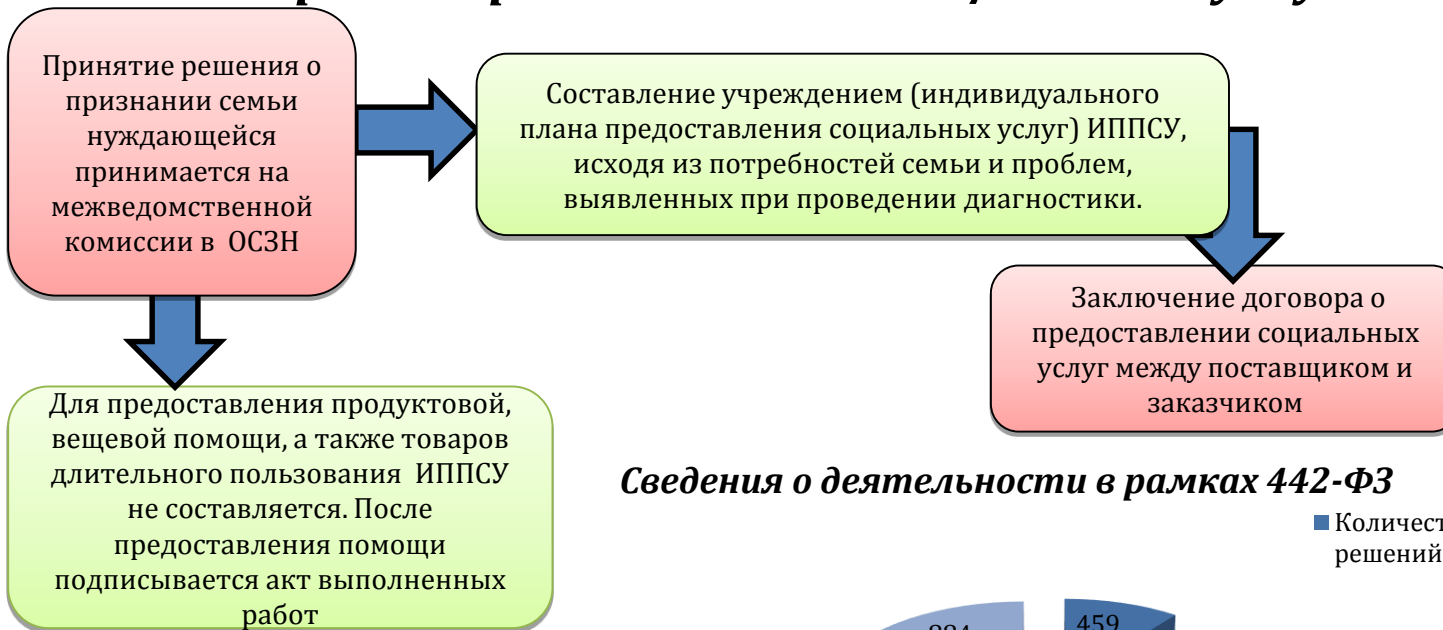 Принятие решения о
признании семьи
нуждающейся
принимается на
межведомственной
комиссии в ОСЗН
Составление учреждением (индивидуального
плана предоставления социальных услуг) ИППСУ,
исходя из потребностей семьи и проблем,
выявленных при проведении диагностики.
Заключение договора о
предоставлении социальных
услуг между поставщиком и
заказчиком
Для предоставления продуктовой,
вещевой помощи, а также товаров
длительного пользования ИППСУ
не составляется. После
предоставления помощи
подписывается акт выполненных
работ
Сведения о деятельности в рамках 442-ФЗ
решений
459